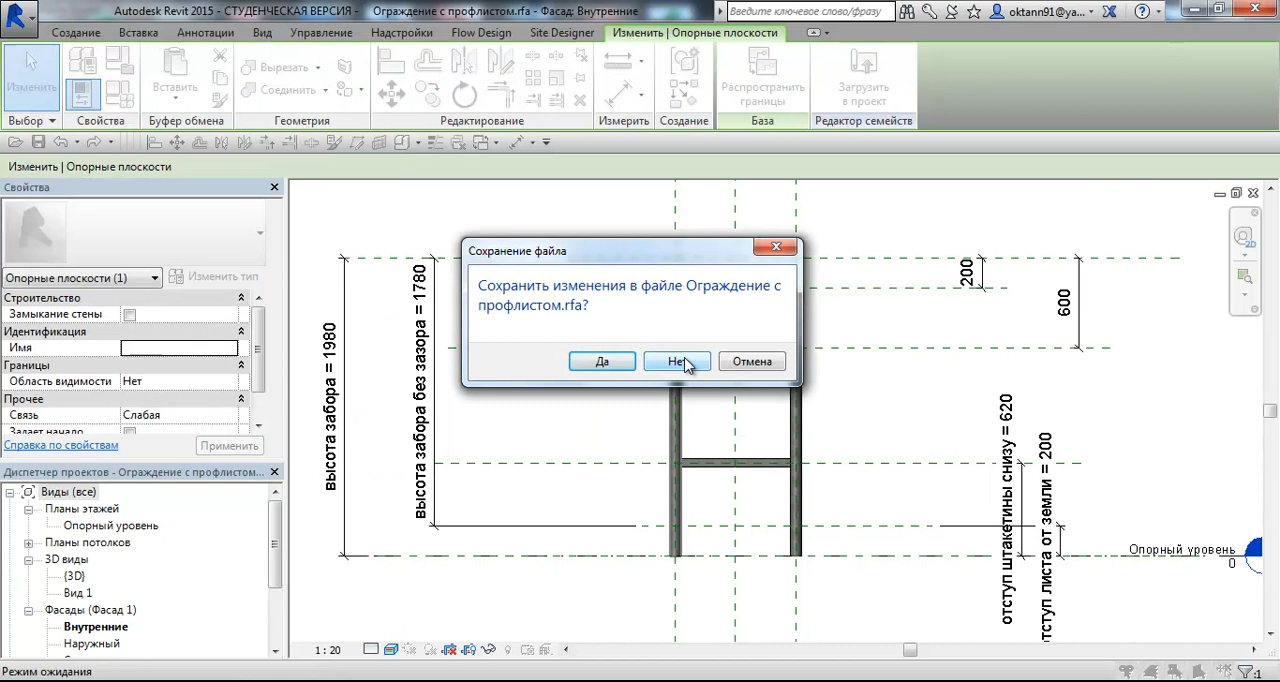 Autodesk Revit 2015 - СТУДЕНЧЕСКАЯ ВЕРСИЯ - Ограждение с профлистом.rfa - Фасад: Внутренние
Введите ключевое слово/фразу
oktann91@ya...
Создание Вставка Аннотации Вид Управление Надстройки Flow Design Site Designer Изменить | Опорные плоскости
Изменить
Вставить
Вырезать
Соединить
Распространить границы
Загрузить в проект
Выбор Свойства Буфер обмена Геометрия Редактирование Измерить Создание База Редактор семейств
Изменить | Опорные плоскости
Свойства
Опорные плоскости (1)
Изменить тип
Строительство
Замыкание стены
Идентификация
Имя
Границы
Область видимости Нет
Прочее
Связь Слабая
Задает начало
Справка по свойствам
Применить
Диспетчер проектов - Ограждение с профлистом...
Виды (все)
Планы этажей
Опорный уровень
Планы потолков
3D виды
{3D}
Вид 1
Фасады (Фасад 1)
Внутренние
Наружный
Сохранение файла
Сохранить изменения в файле Ограждение с
профлистом.rfa?
Да Нет Отмена
высота забора = 1980
высота забора без зазора = 1780
200
600
отступ штакетины снизу = 620
отступ листа от земли = 200
Опорный уровень
0
2D
1 : 20
Режим ожидания
:1